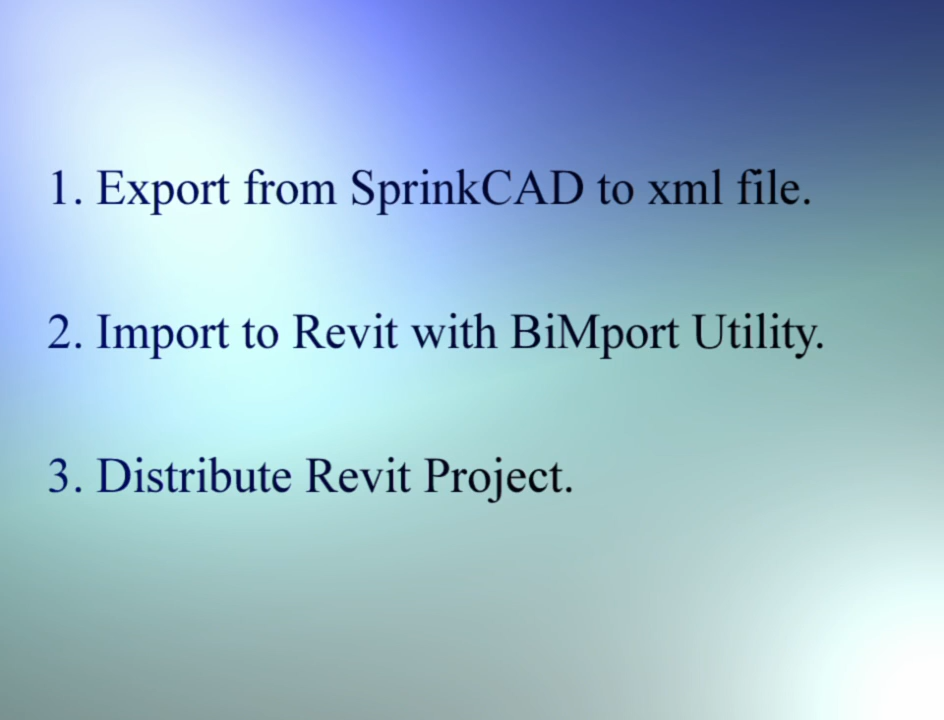 1. Export from SprinkCAD to xml file.
2. Import to Revit with BiMport Utility.
3. Distribute Revit Project.